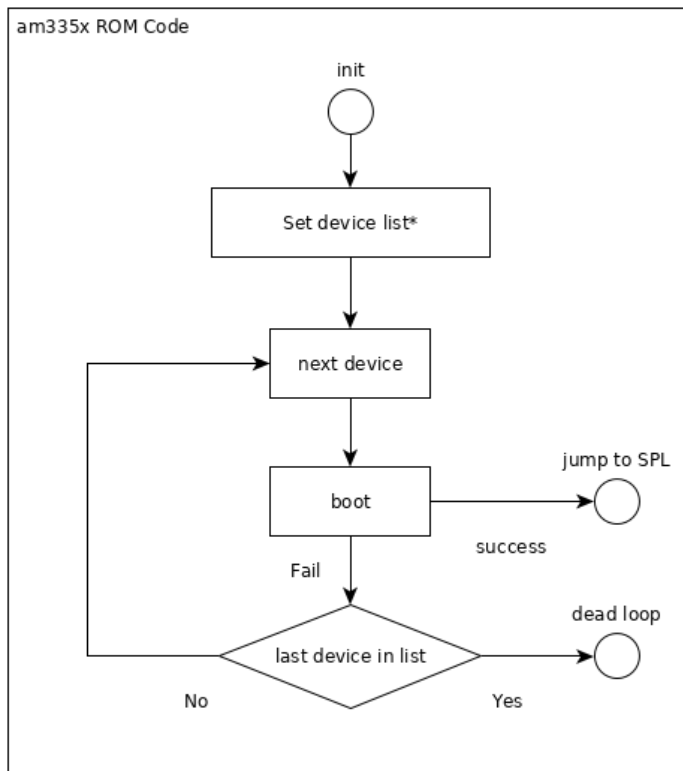 am335x ROM Code
init
Set device list*
next device
boot
jump to SPL
success
Fail
dead loop
last device in list
No
Yes